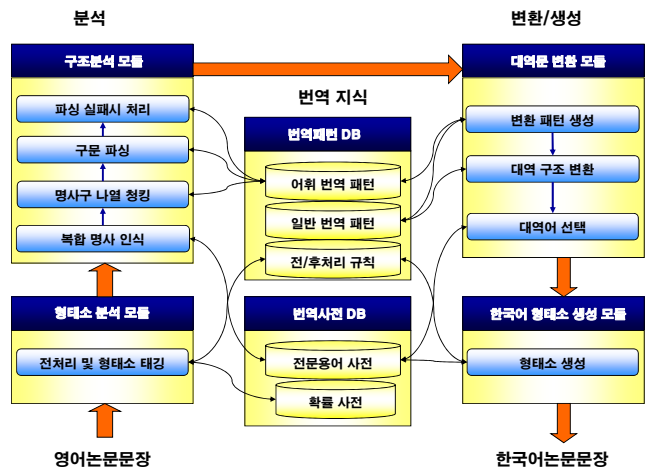 분석
변환/생성
구조분석 모듈
대역문 변환 모듈
파싱 실패시 처리
구문 파싱
명사구 나열 청킹
복합 명사 인식
번역 지식
번역패턴 DB
어휘 번역 패턴
일반 번역 패턴
전/후처리 규칙
변환 패턴 생성
대역 구조 변환
대역어 선택
형태소 분석 모듈
전처리 및 형태소 태깅
번역사전 DB
전문용어 사전
확률 사전
한국어 형태소 생성 모듈
형태소 생성
영어논문문장
한국어논문문장